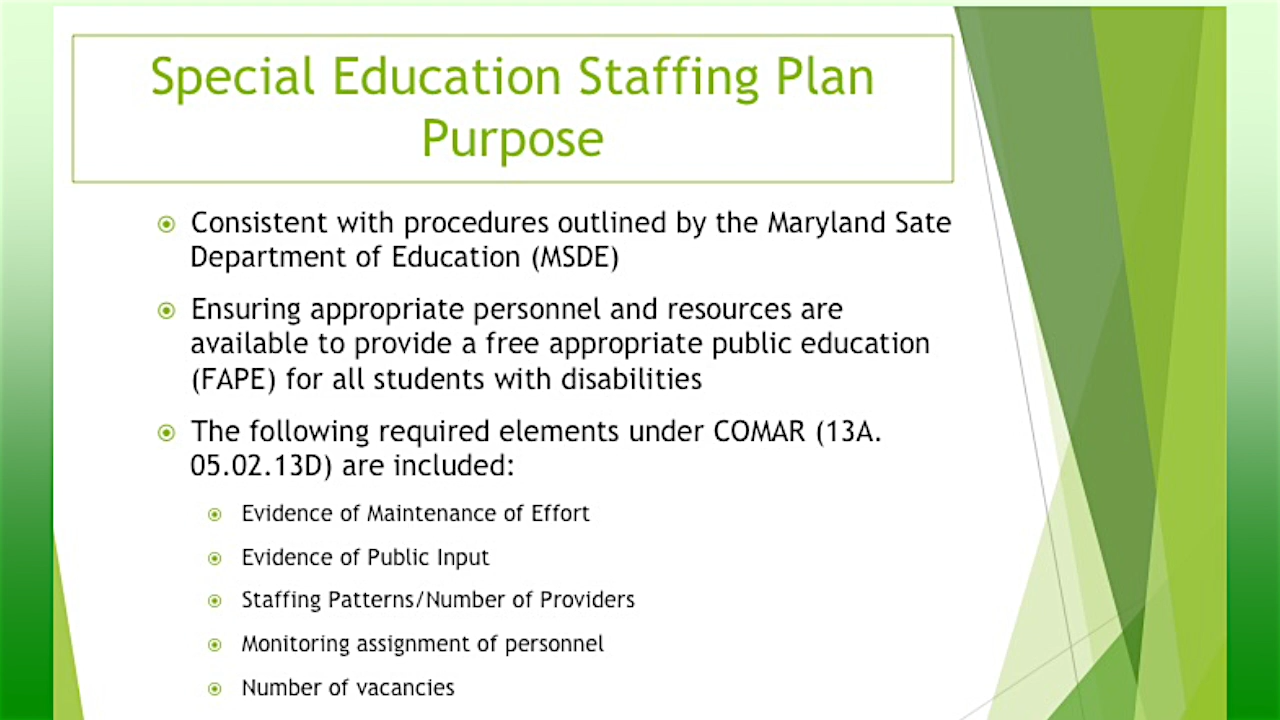 Special Education Staffing Plan
Purpose
Consistent with procedures outlined by the Maryland Sate
Department of Education (MSDE)
Ensuring appropriate personnel and resources are
available to provide a free appropriate public education
(FAPE) for all students with disabilities
The following required elements under COMAR (13A.
05.02.13D) are included:
Evidence of Maintenance of Effort
Evidence of Public Input
Staffing Patterns/Number of Providers
Monitoring assignment of personnel
Number of vacancies